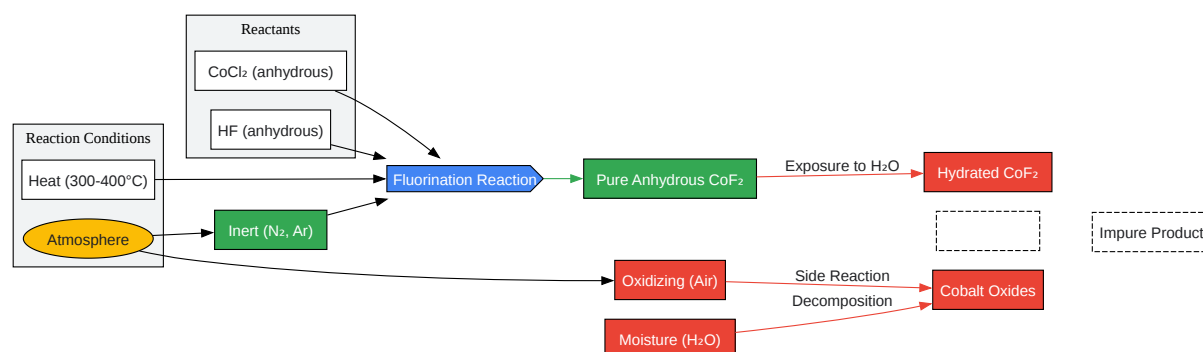 Reactants
CoCl₂ (anhydrous)
HF (anhydrous)
Reaction Conditions
Heat (300-400°C)
Atmosphere
Inert (N₂, Ar)
Fluorination Reaction
Pure Anhydrous CoF₂
Exposure to H₂O
Hydrated CoF₂
Impure Product
Oxidizing (Air)
Side Reaction
Decomposition
Cobalt Oxides
Moisture (H₂O)